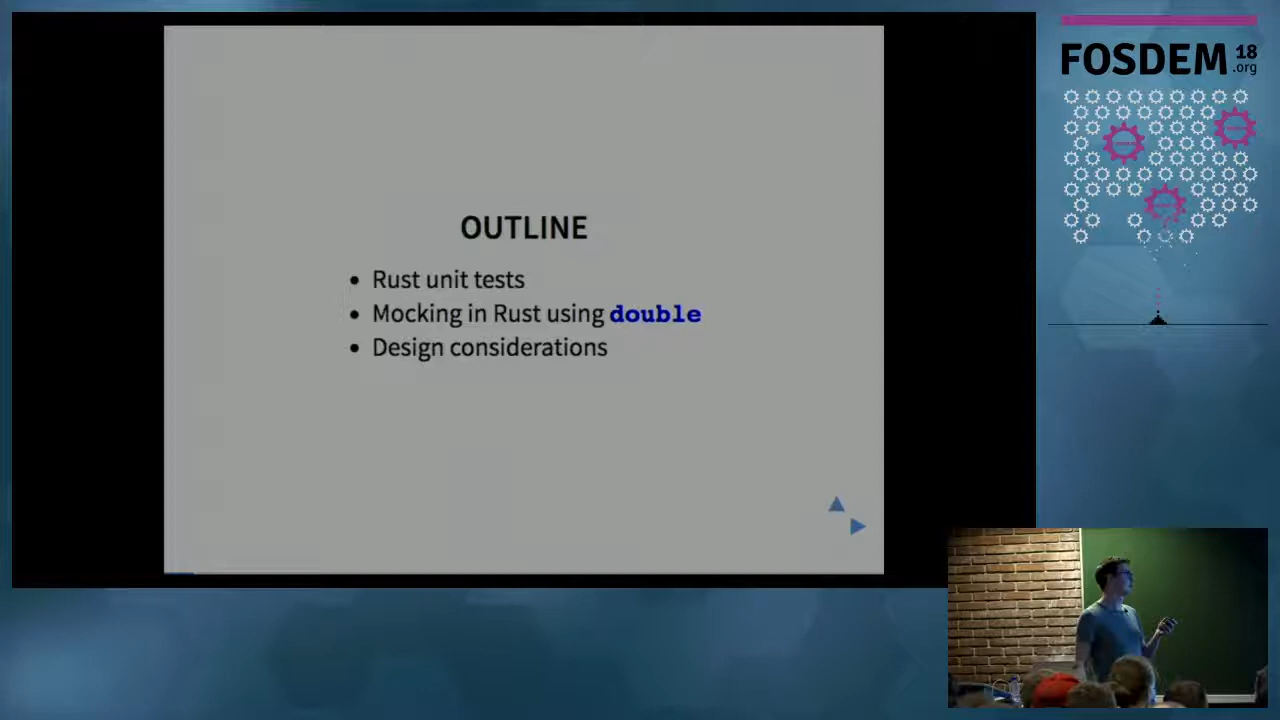 OUTLINE
Rust unit tests
Mocking in Rust using double
Design considerations
FOSDEM 18
.org